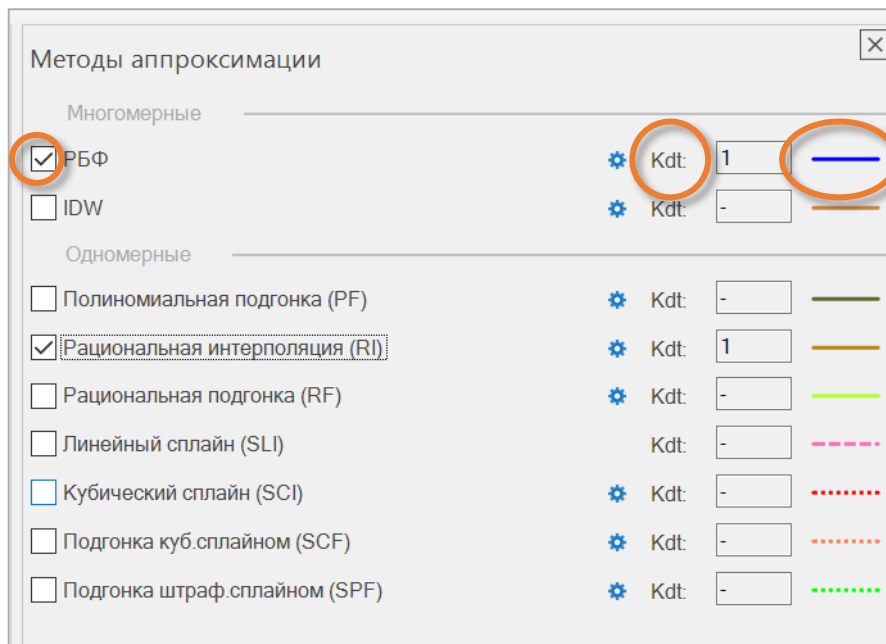 Методы аппроксимации
Многомерные
РБФ Kdt: 1
IDW Kdt: -
Одномерные
Полиномиальная подгонка (PF) Kdt: -
Рациональная интерполяция (RI) Kdt: 1
Рациональная подгонка (RF) Kdt: -
Линейный сплайн (SLI) Kdt: -
Кубический сплайн (SCI) Kdt: -
Подгонка куб.сплайном (SCF) Kdt: -
Подгонка штраф.сплайном (SPF) Kdt: -